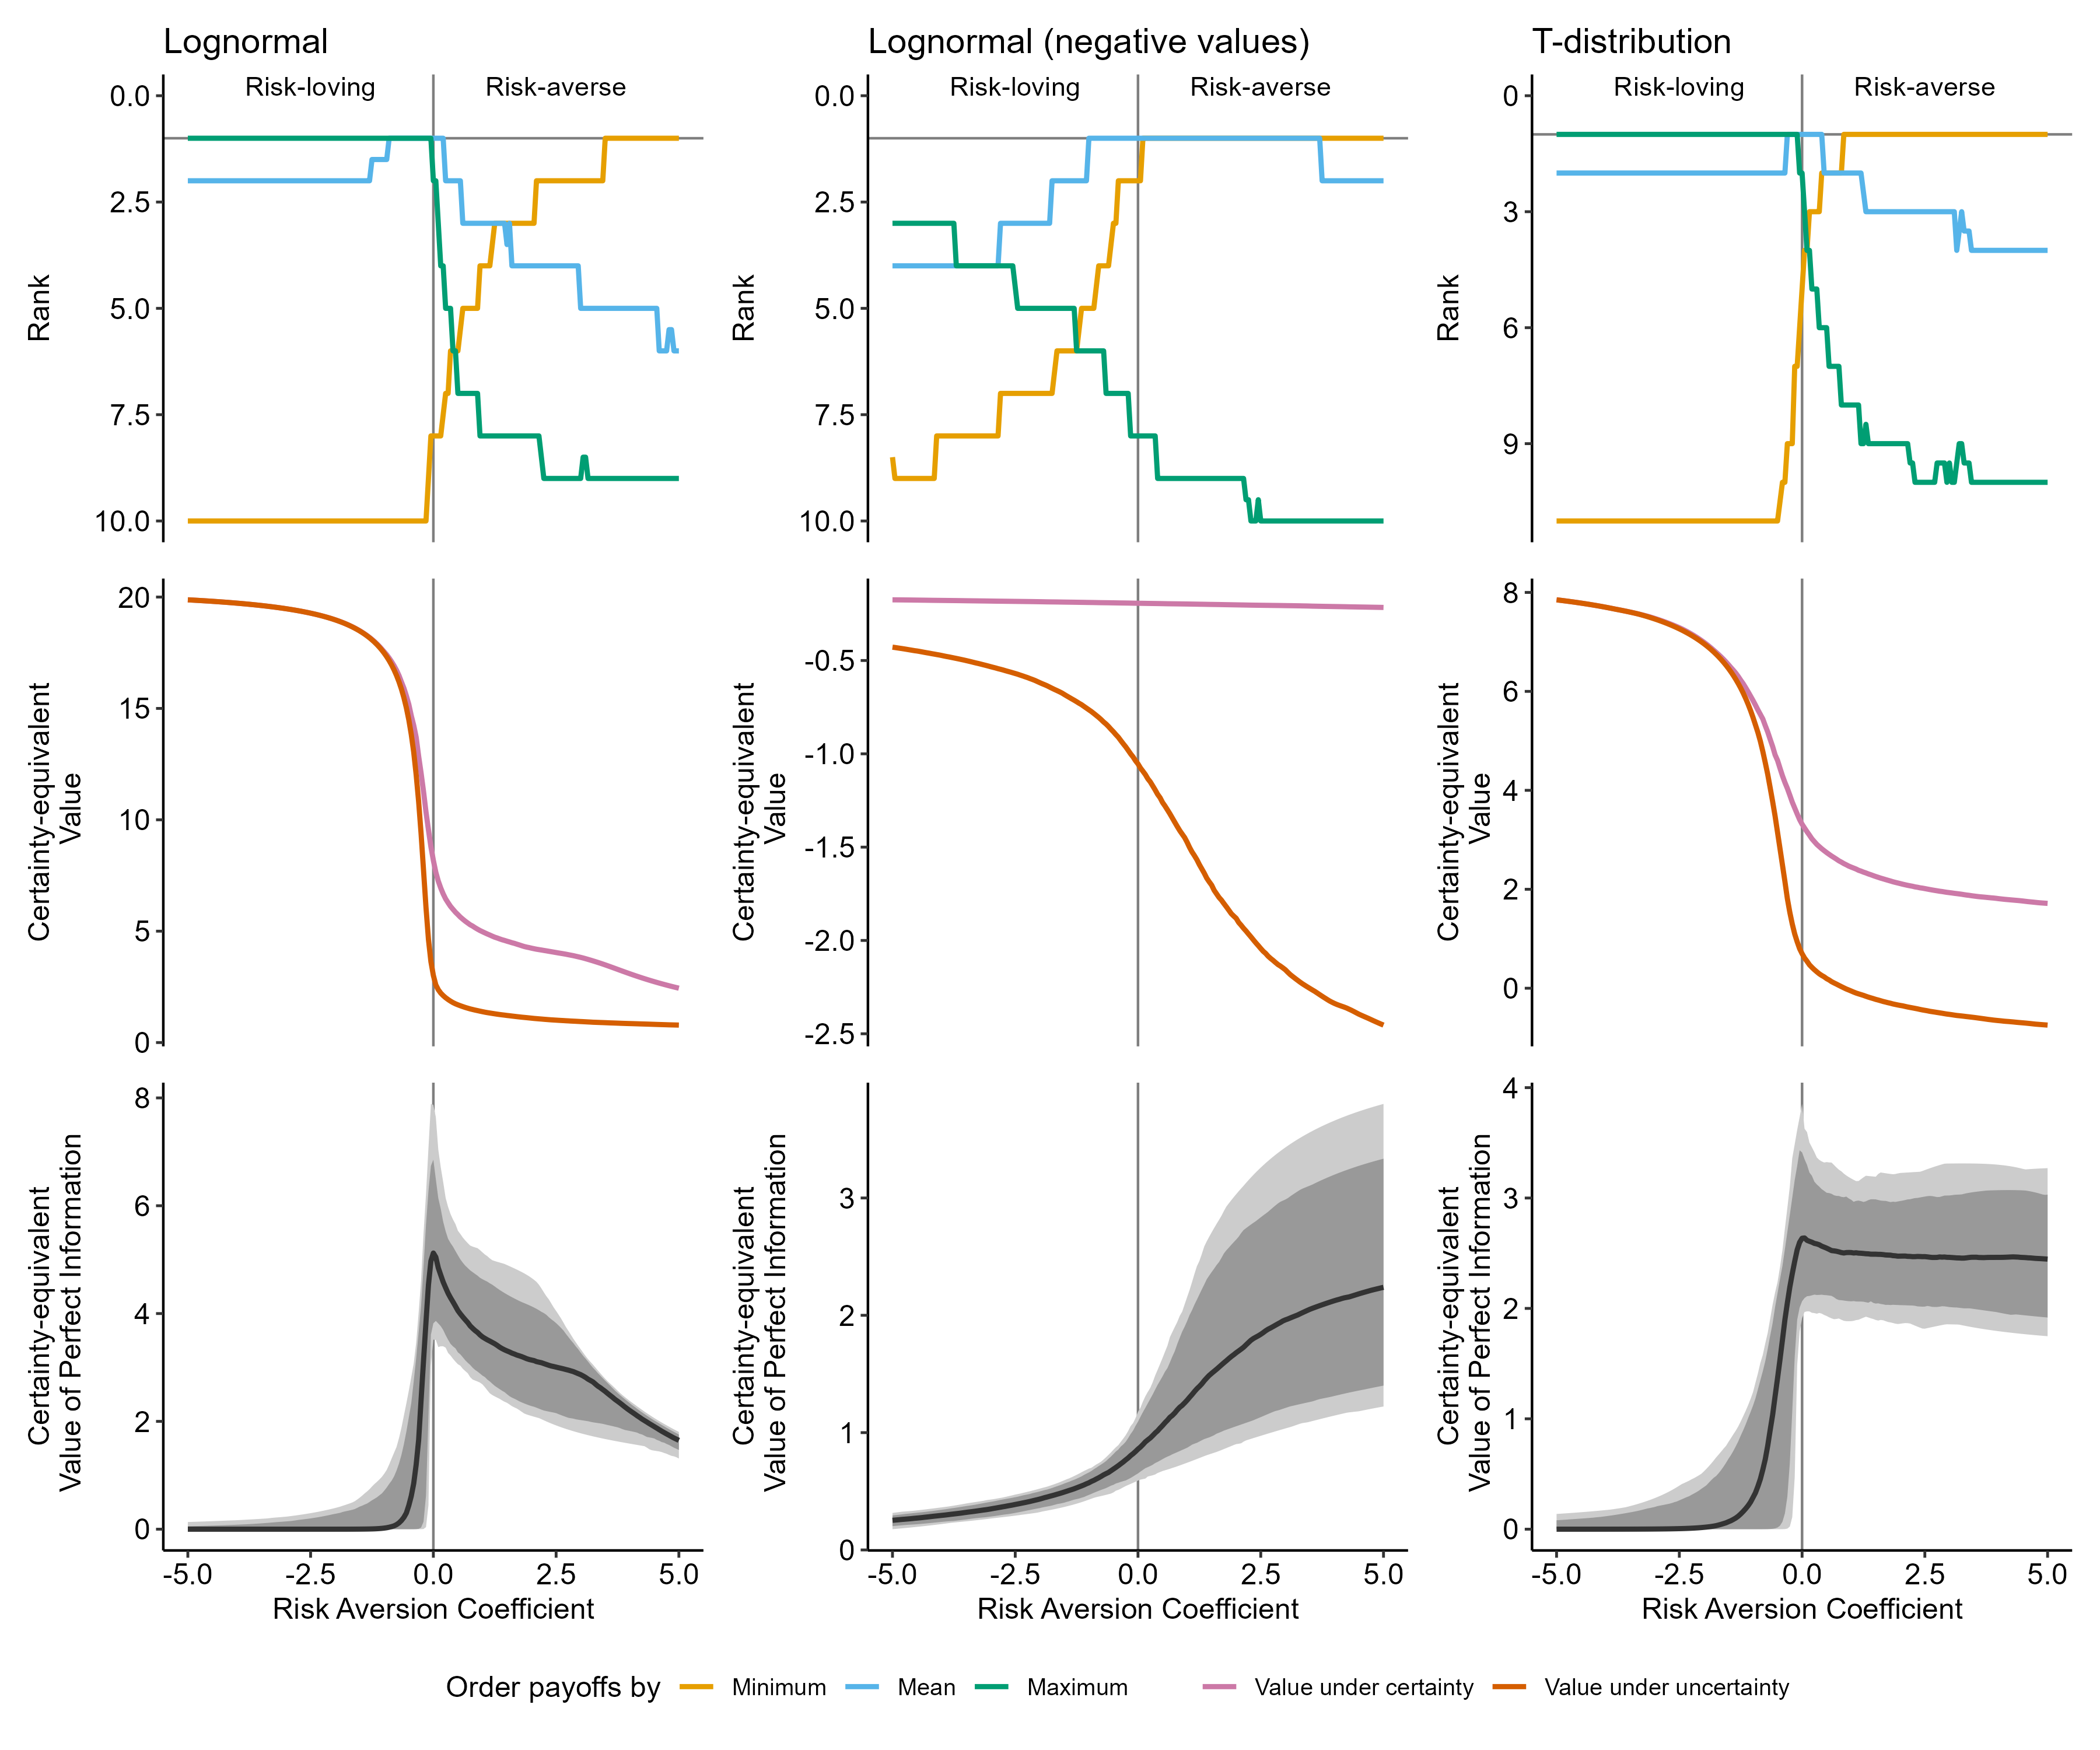 Lognormal
Lognormal (negative values)
T-distribution
Risk-loving
Risk-averse
Risk-loving
Risk-averse
Risk-loving
Risk-averse
Rank
0.0
2.5
5.0
7.5
10.0
Rank
0.0
2.5
5.0
7.5
10.0
Rank
0
3
6
9
Certainty-equivalent
Value
20
15
10
5
0
Certainty-equivalent
Value
-0.5
-1.0
-1.5
-2.0
-2.5
Certainty-equivalent
Value
8
6
4
2
0
Certainty-equivalent
Value of Perfect Information
8
6
4
2
0
Certainty-equivalent
Value of Perfect Information
3
2
1
0
Certainty-equivalent
Value of Perfect Information
4
3
2
1
0
-5.0 -2.5 0.0 2.5 5.0
-5.0 -2.5 0.0 2.5 5.0
-5.0 -2.5 0.0 2.5 5.0
Risk Aversion Coefficient
Risk Aversion Coefficient
Risk Aversion Coefficient
Order payoffs by Minimum Mean Maximum Value under certainty Value under uncertainty